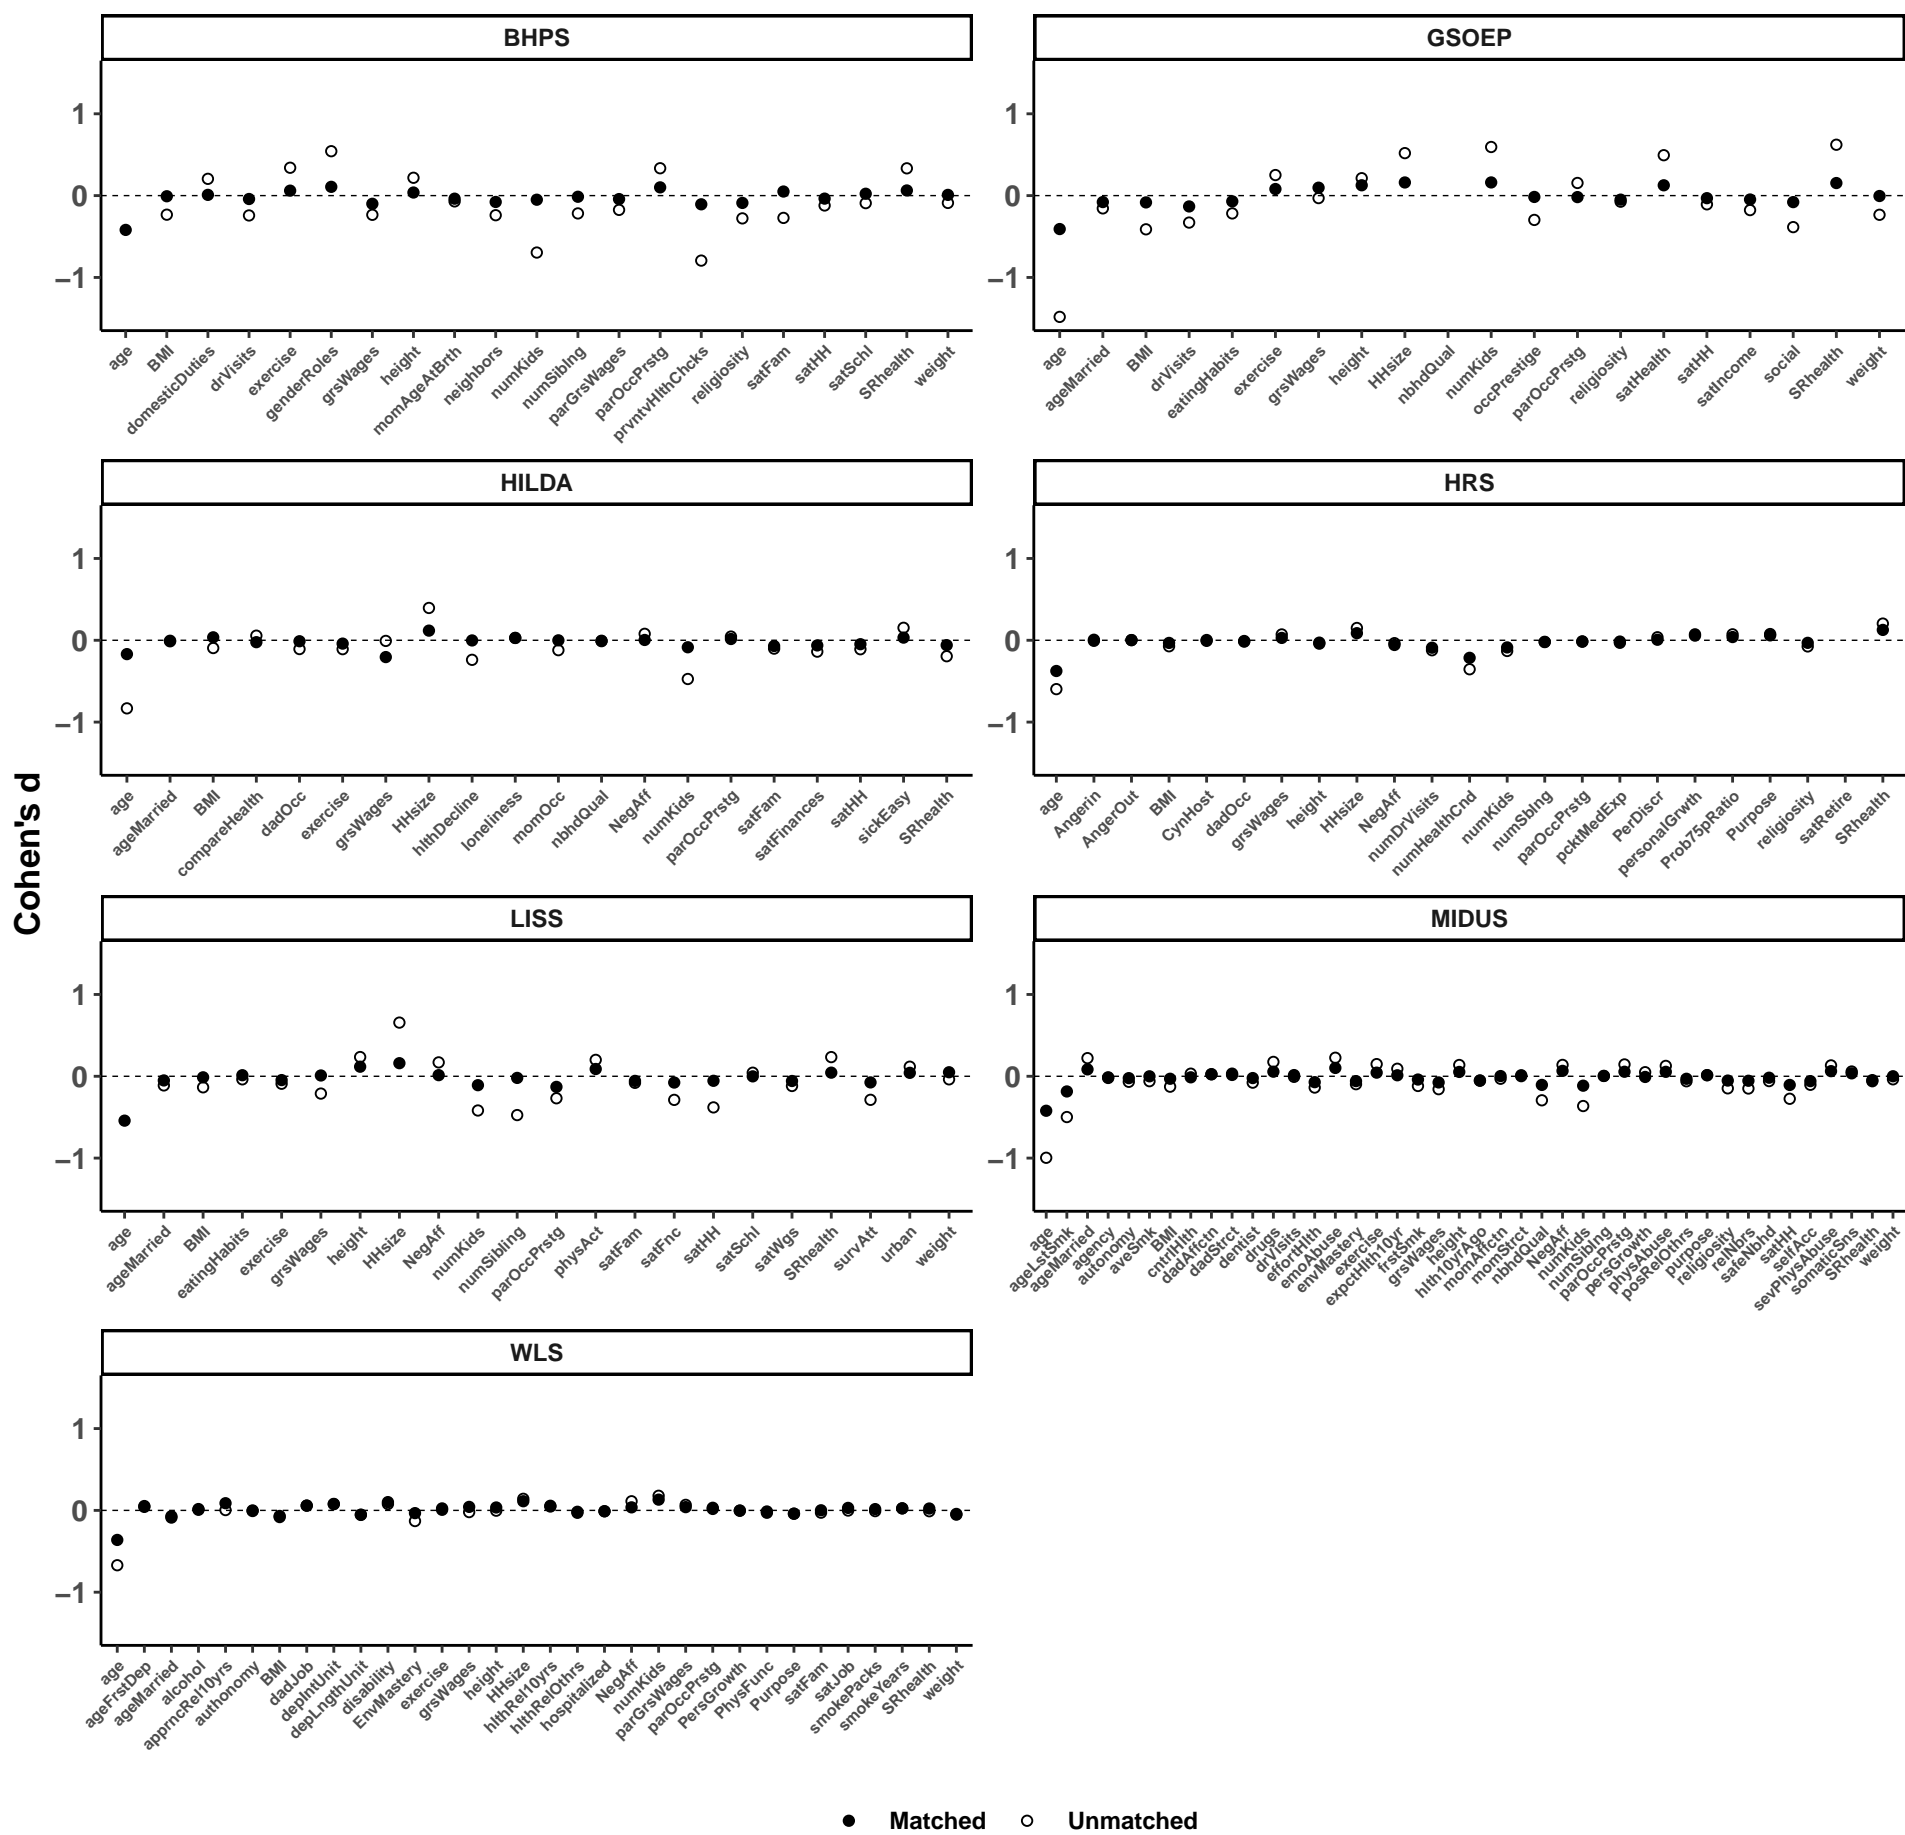 BHPS
1
0
−1
age
BMI
domesticDuties
drVisits
exercise
genderRoles
grsWages
height
momAgeAtBrth
neighbors
numKids
numSiblng
parGrsWages
parOccPrstg
prvntvHlthChcks
religiosity
satFam
satHH
satSchl
SRhealth
weight
GSOEP
1
0
−1
age
ageMarried
BMI
drVisits
eatingHabits
exercise
grsWages
height
HHsize
nbhdQual
numKids
occPrestige
parOccPrstg
religiosity
satHealth
satHH
satIncome
social
SRhealth
weight
HILDA
1
0
−1
age
ageMarried
BMI
compareHealth
dadOcc
exercise
grsWages
HHsize
hlthDecline
loneliness
momOcc
nbhdQual
NegAff
numKids
parOccPrstg
satFam
satFinances
satHH
sickEasy
SRhealth
HRS
1
0
−1
age
Angerin
AngerOut
BMI
CynHost
dadOcc
grsWages
height
HHsize
NegAff
numDrVisits
numHealthCnd
numKids
numSblng
parOccPrstg
pcktMedExp
PerDiscr
personalGrwth
Prob75pRatio
Purpose
religiosity
satRetire
SRhealth
Cohen's d
LISS
1
0
−1
age
ageMarried
BMI
eatingHabits
exercise
grsWages
height
HHsize
NegAff
numKids
numSibling
parOccPrstg
physAct
satFam
satFnc
satHH
satSchl
satWgs
SRhealth
survAtt
urban
weight
MIDUS
1
0
−1
age
ageLstSmk
ageMarried
agency
autonomy
aveSmk
BMI
cntrlHlth
dadAffctn
dadStrct
dentist
drugs
drVisits
effortHlth
emoAbuse
envMastery
exercise
expctHlth10yr
frstSmk
grsWages
height
hlth10yrAgo
momAffctn
momStrct
nbhdQual
NegAff
numKids
numSiblng
parOccPrstg
persGrowth
physAbuse
posRelOthrs
purpose
religiosity
relNbrs
safeNbhd
satHH
selfAcc
sevPhysAbuse
somaticSns
SRhealth
weight
WLS
1
0
−1
age
ageFrstDep
ageMarried
alcohol
apprncRel10yrs
authonomy
BMI
dadJob
depIntUnit
depLngthUnit
disability
EnvMastery
exercise
grsWages
height
HHsize
hlthRel10yrs
hlthRelOthrs
hospitalized
NegAff
numKids
parGrsWages
parOccPrstg
PersGrowth
PhysFunc
Purpose
satFam
satJob
smokePacks
smokeYears
SRhealth
weight
Matched Unmatched